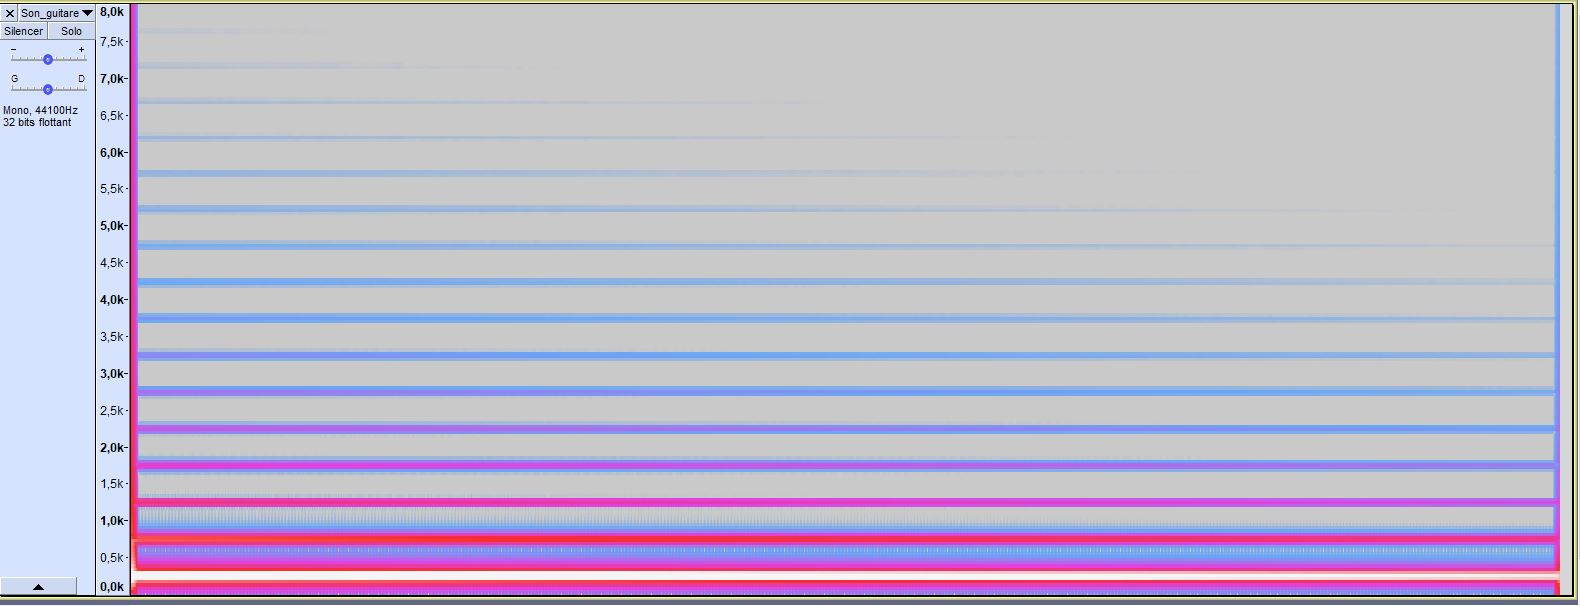 Son_guitare
Silencer Solo
- +
G D
Mono, 44100Hz
32 bits flottant
8,0k
7,5k
7,0k
6,5k
6,0k
5,5k
5,0k
4,5k
4,0k
3,5k
3,0k
2,5k
2,0k
1,5k
1,0k
0,5k
0,0k